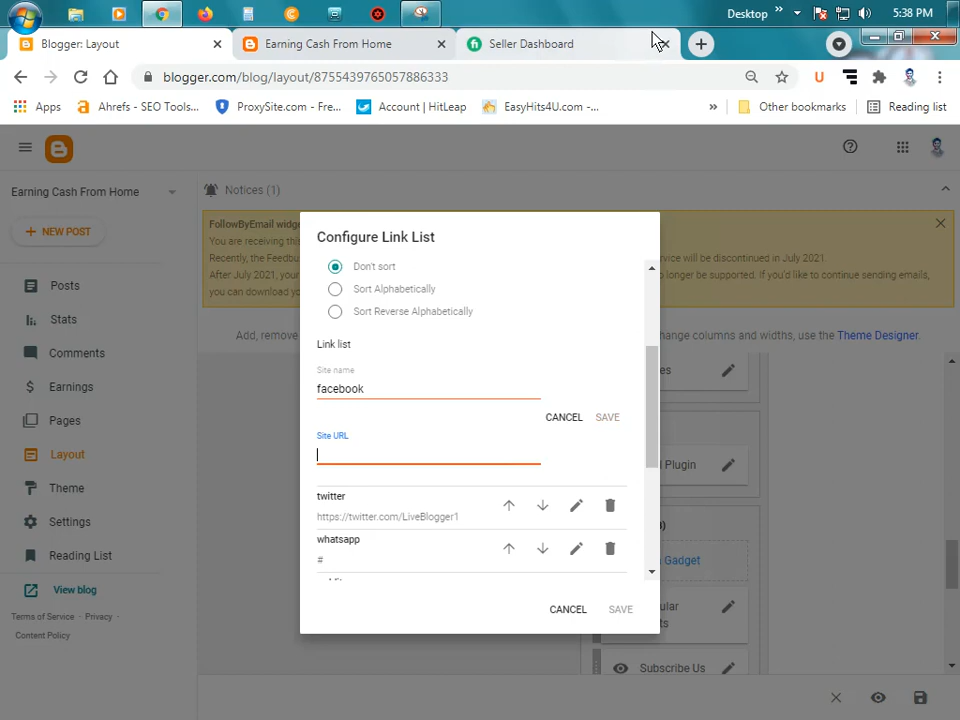 Desktop
»
5:38 PM
Blogger: Layout
Earning Cash From Home
Seller Dashboard
blogger.com/blog/layout/8755439765057886333
Apps
Ahrefs - SEO Tools...
ProxySite.com - Fre...
Account | HitLeap
EasyHits4U.com -...
»
Other bookmarks
Reading list
Earning Cash From Home
NEW POST
Posts
Stats
Comments
Earnings
Pages
Layout
Theme
Settings
Reading List
View blog
Terms of Service · Privacy ·
Content Policy
Notices (1)
FollowByEmail widg
You are receiving this
Recently, the Feedbu
rvice will be discontinued in July 2021.
After July 2021, your
o longer be supported. If you'd like to continue sending emails,
you can download yo
Add, remove
hange columns and widths, use the Theme Designer.
Configure Link List
Don't sort
Sort Alphabetically
Sort Reverse Alphabetically
Link list
Site name
facebook
CANCEL
SAVE
Site URL
twitter
https://twitter.com/LiveBlogger1
whatsapp
#
CANCEL
SAVE
es
l Plugin
Gadget
ular
ts
Subscribe Us